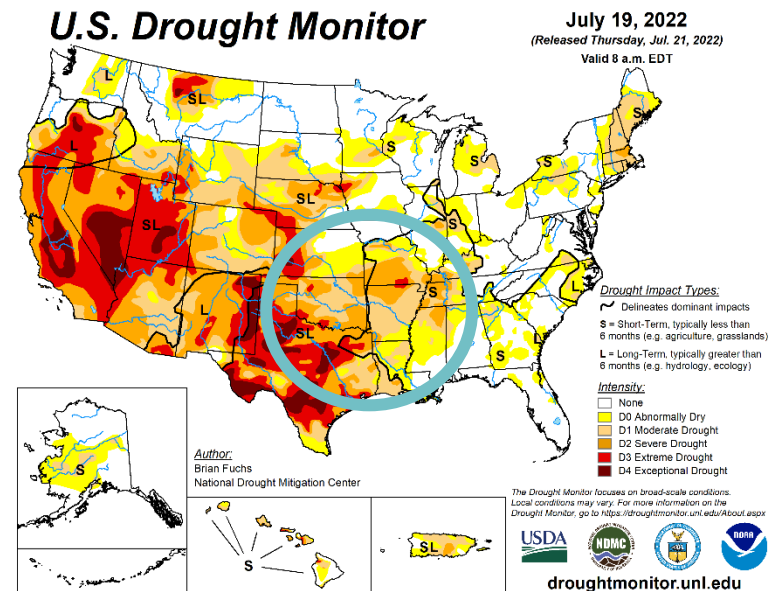 U.S. Drought Monitor
July 19, 2022
(Released Thursday, Jul. 21, 2022)
Valid 8 a.m. EDT
L
SL
L
S
S
S
S
SL
S
SL
S
L
L
SL
S
L
S
L
Drought Impact Types:
Delineates dominant impacts
S = Short-Term, typically less than
6 months (e.g. agriculture, grasslands)
L = Long-Term, typically greater than
6 months (e.g. hydrology, ecology)
Intensity:
None
D0 Abnormally Dry
D1 Moderate Drought
D2 Severe Drought
D3 Extreme Drought
D4 Exceptional Drought
S
Author:
Brian Fuchs
National Drought Mitigation Center
S
SL
The Drought Monitor focuses on broad-scale conditions.
Local conditions may vary. For more information on the
Drought Monitor, go to https://droughtmonitor.unl.edu/About.aspx
USDA
NDMC
NOAA
droughtmonitor.unl.edu